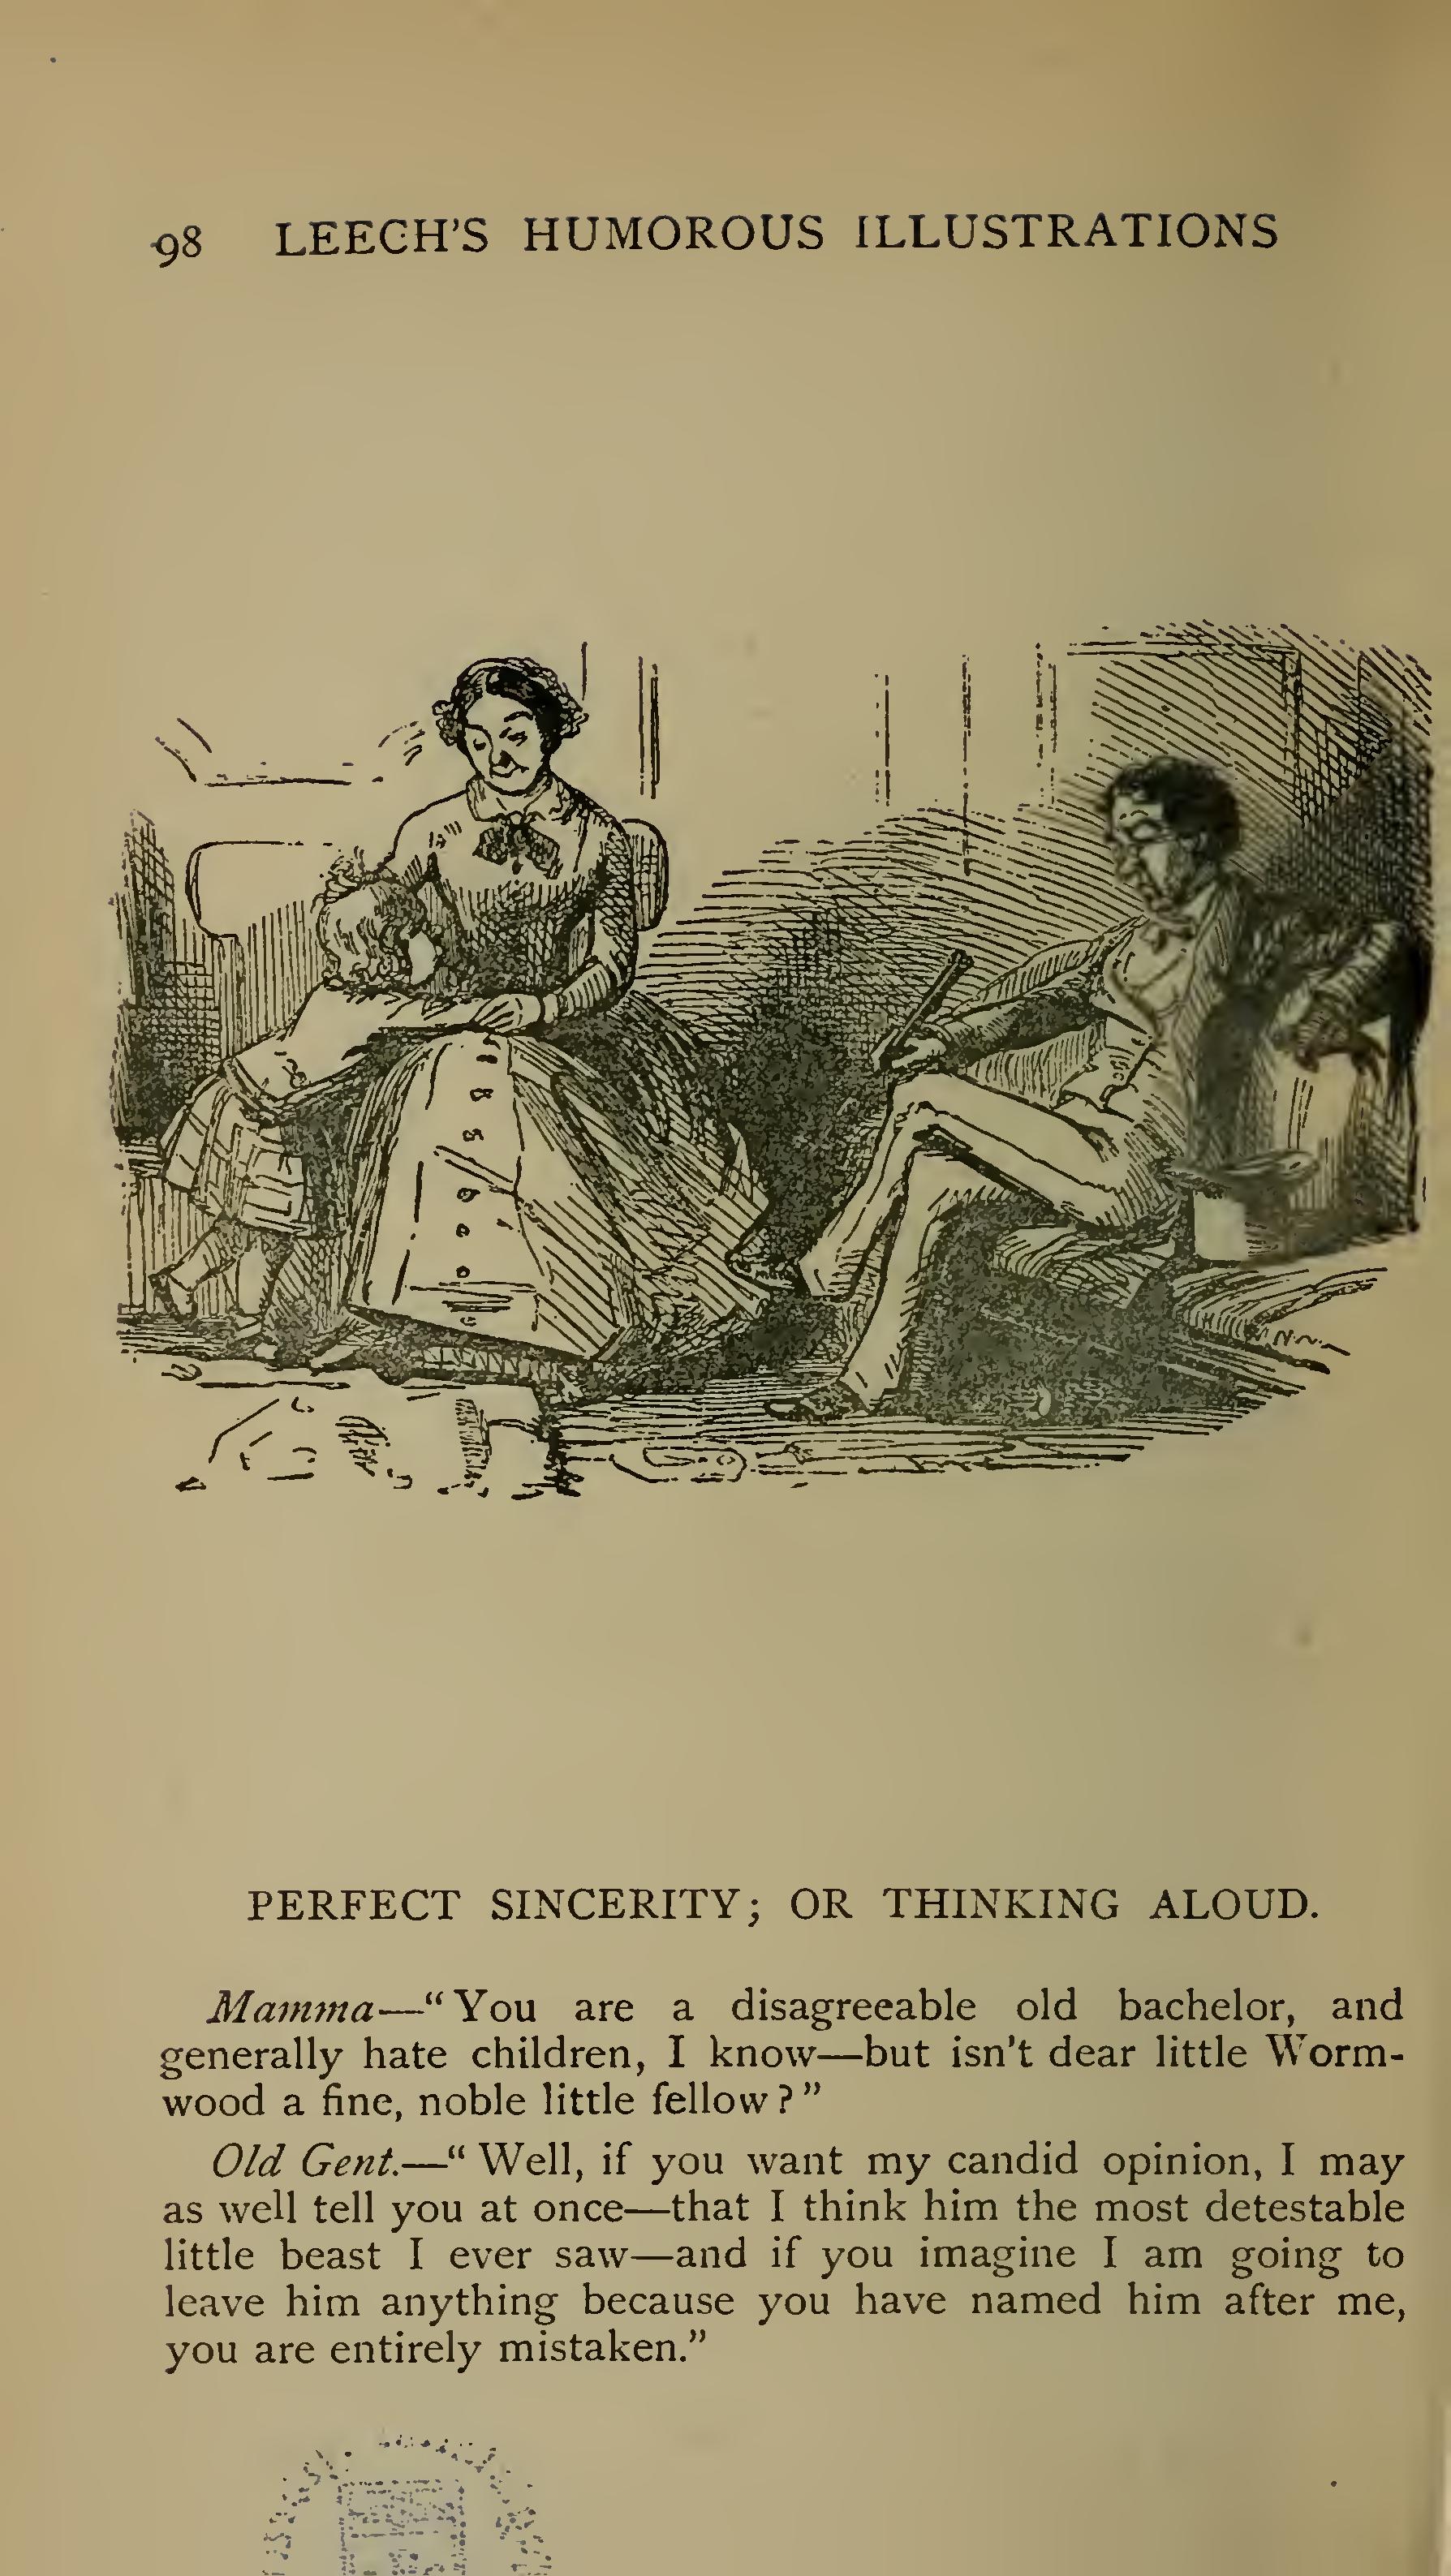 98 LEECH'S HUMOROUS ILLUSTRATIONS
PERFECT SINCERITY; OR THINKING ALOUD.
Mamma—“ You are a disagreeable old bachelor, and
generally hate children, I know—but isn't dear little Worm-
wood a fine, noble little fellow ? ”
Old Gent.—“ Well, if you want my candid opinion, I may
as well tell you at once—that I think him the most detestable
little beast I ever saw—and if you imagine I am going to
leave him anything because you have named him after me,
you are entirely mistaken.”